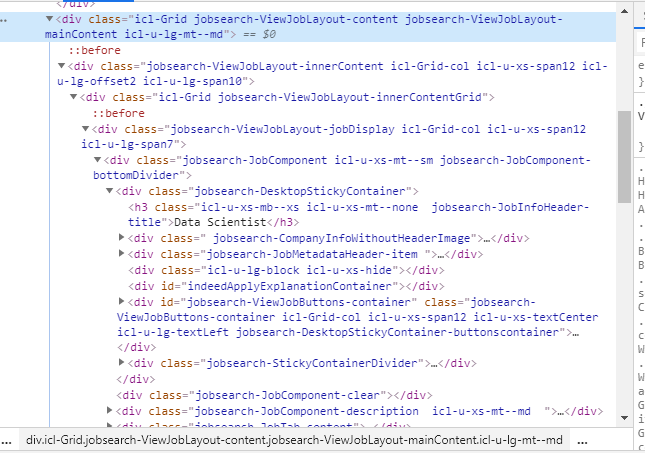 </div>
... ▼<div class="icl-Grid jobsearch-ViewJobLayout-content jobsearch-ViewJobLayout-
mainContent icl-u-lg-mt--md"> == $0
::before
▼<div class="jobsearch-ViewJobLayout-innerContent icl-Grid-col icl-u-xs-span12 icl-
u-lg-offset2 icl-u-lg-span10">
▼<div class="icl-Grid jobsearch-ViewJobLayout-innerContentGrid">
::before
▼<div class="jobsearch-ViewJobLayout-jobDisplay icl-Grid-col icl-u-xs-span12
icl-u-lg-span7">
▼<div class="jobsearch-JobComponent icl-u-xs-mt--sm jobsearch-JobComponent-
bottomDivider">
▼<div class="jobsearch-DesktopStickyContainer">
<h3 class="icl-u-xs-mb--xs icl-u-xs-mt--none  jobsearch-JobInfoHeader-
title">Data Scientist</h3>
▶<div class=" jobsearch-CompanyInfoWithoutHeaderImage">…</div>
▶<div class="jobsearch-JobMetadataHeader-item ">…</div>
<div class="icl-u-lg-block icl-u-xs-hide"></div>
<div id="indeedApplyExplanationContainer"></div>
▶<div id="jobsearch-ViewJobButtons-container" class="jobsearch-
ViewJobButtons-container icl-Grid-col icl-u-xs-span12 icl-u-xs-textCenter
icl-u-lg-textLeft jobsearch-DesktopStickyContainer-buttonscontainer">…
</div>
▶<div class="jobsearch-StickyContainerDivider">…</div>
</div>
<div class="jobsearch-JobComponent-clear"></div>
▶<div class="jobsearch-JobComponent-description  icl-u-xs-mt--md  ">…</div>
▶<div class="jobsearch-JobTab-content"></div>
... div.icl-Grid.jobsearch-ViewJobLayout-content.jobsearch-ViewJobLayout-mainContent.icl-u-lg-mt--md ...